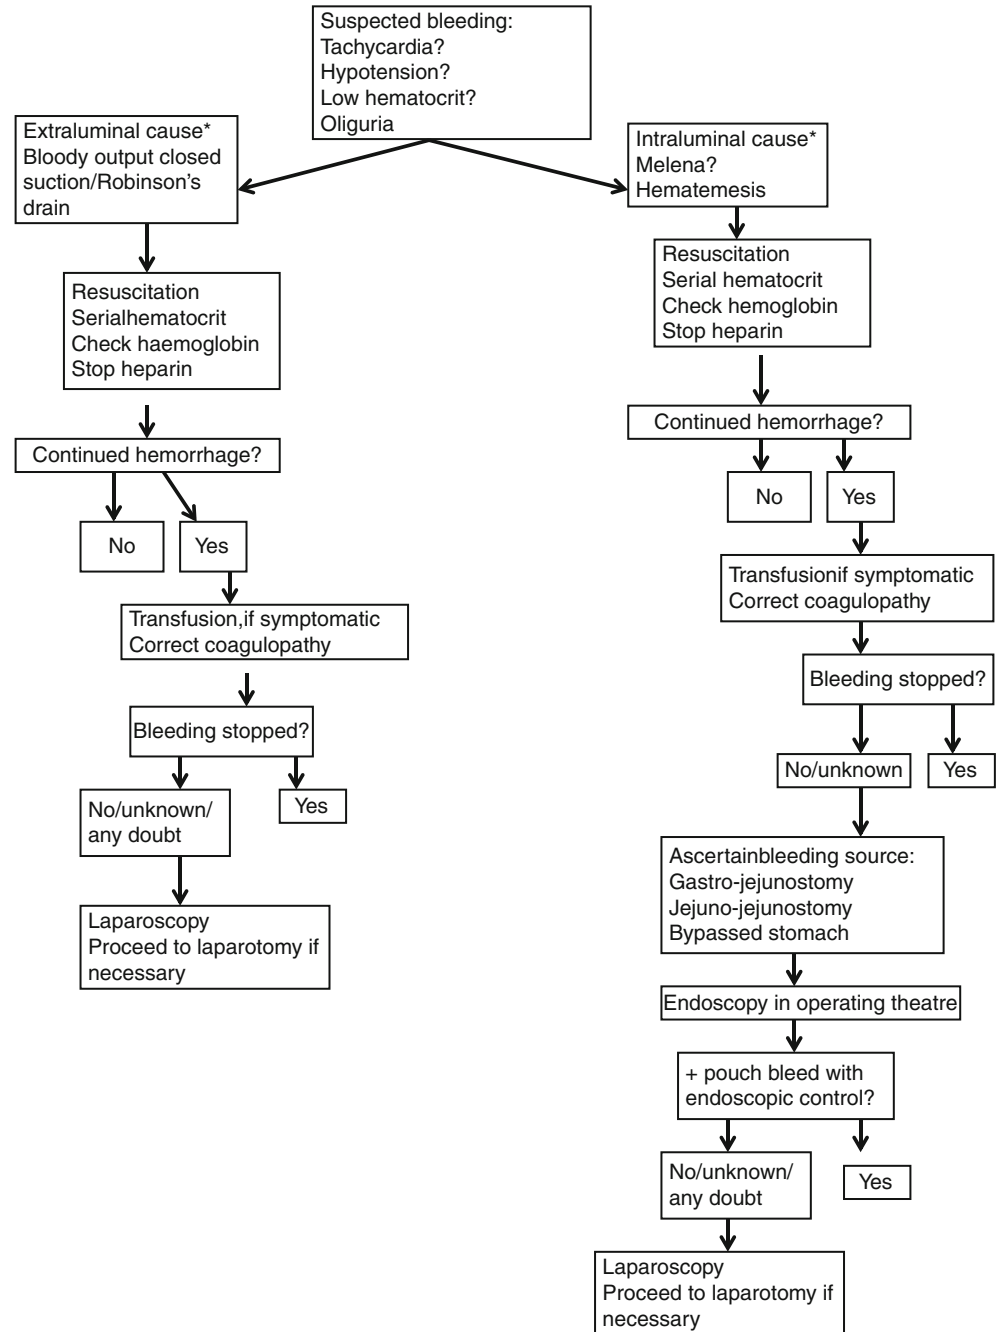 Suspected bleeding:
Tachycardia?
Hypotension?
Low hematocrit?
Oliguria
Extraluminal cause*
Bloody output closed
suction/Robinson's
drain
Resuscitation
Serialhematocrit
Check haemoglobin
Stop heparin
Continued hemorrhage?
No
Yes
Transfusion,if symptomatic
Correct coagulopathy
Bleeding stopped?
No/unknown/
any doubt
Yes
Laparoscopy
Proceed to laparotomy if
necessary
Intraluminal cause*
Melena?
Hematemesis
Resuscitation
Serial hematocrit
Check hemoglobin
Stop heparin
Continued hemorrhage?
No
Yes
Transfusionif symptomatic
Correct coagulopathy
Bleeding stopped?
No/unknown
Yes
Ascertainbleeding source:
Gastro-jejunostomy
Jejuno-jejunostomy
Bypassed stomach
Endoscopy in operating theatre
+ pouch bleed with
endoscopic control?
No/unknown/
any doubt
Yes
Laparoscopy
Proceed to laparotomy if
necessary